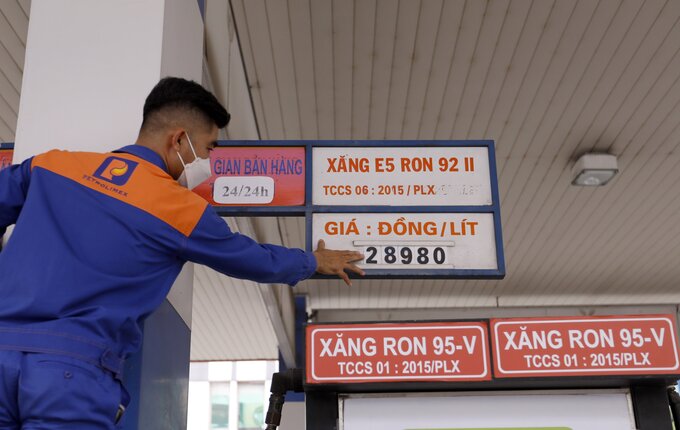 PETROLIMEX
GIAN BÁN HÀNG
24/24h
XĂNG E5 RON 92 II
TCCS 06 : 2015 / PLX
GIÁ : ĐỒNG/LÍT
28980
XĂNG RON 95-V
TCCS 01 : 2015/PLX
XĂNG RON 95-V
TCCS 01 : 2015/PLX